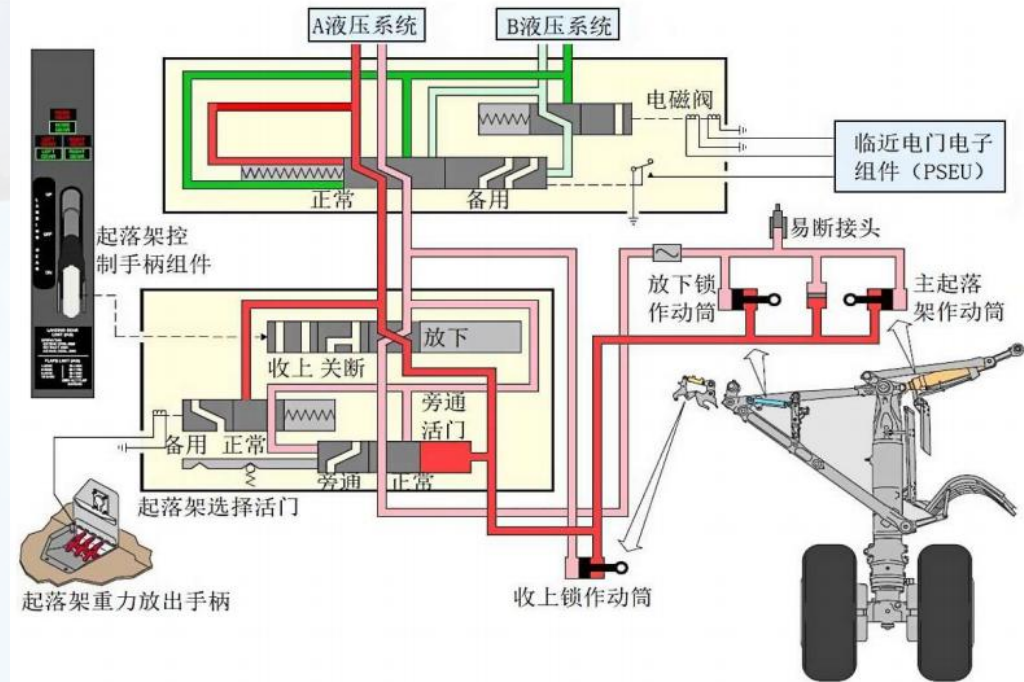 A液压系统
B液压系统
电磁阀
临近电门电子
组件（PSEU）
正常
备用
起落架控
制手柄组件
UP
OFF
易断接头
放下锁
作动筒
主起落
架作动筒
放下
收上 关断
旁通
活门
备用 正常
旁通
正常
起落架选择活门
起落架重力放出手柄
收上锁作动筒